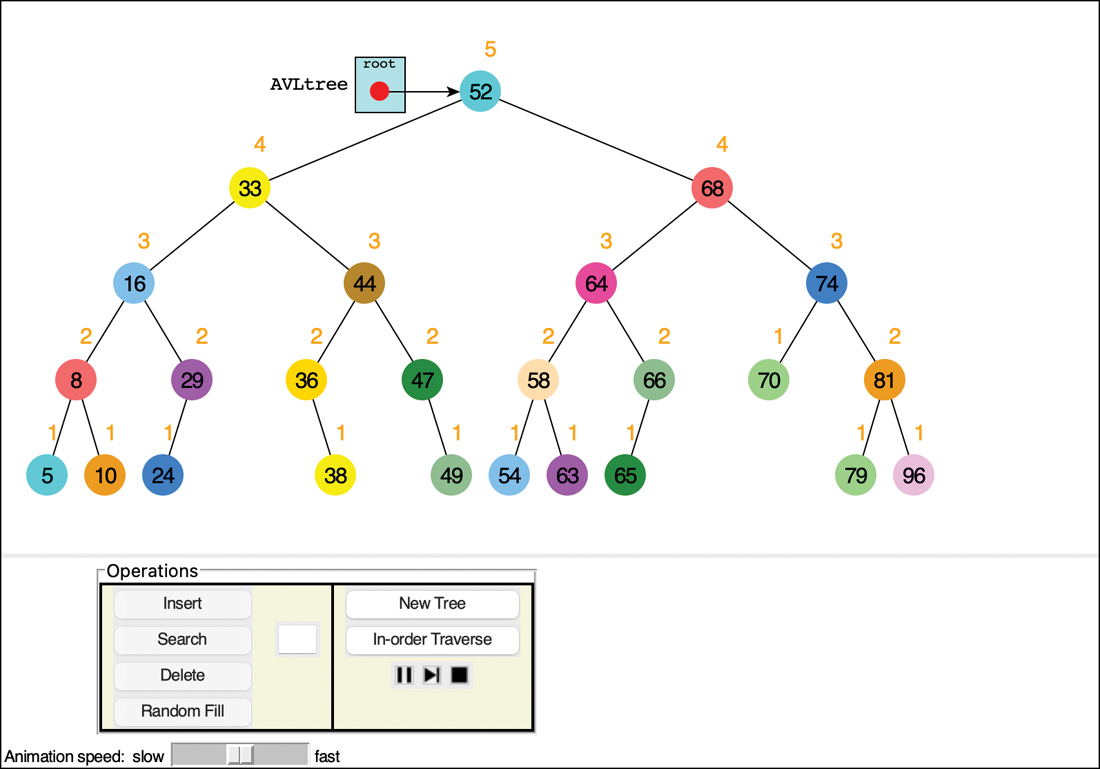 5
root
AVLtree
52
4 4
33 68
3 3 3 3
16 44 64 74
2 2 2 2 2 2 1 2
8 29 36 47 58 66 70 81
1 1 1 1 1 1 1 1 1 1
5 10 24 38 49 54 63 65 79 96
Operations
Insert New Tree
Search In-order Traverse
Delete
Random Fill
Animation speed: slow fast